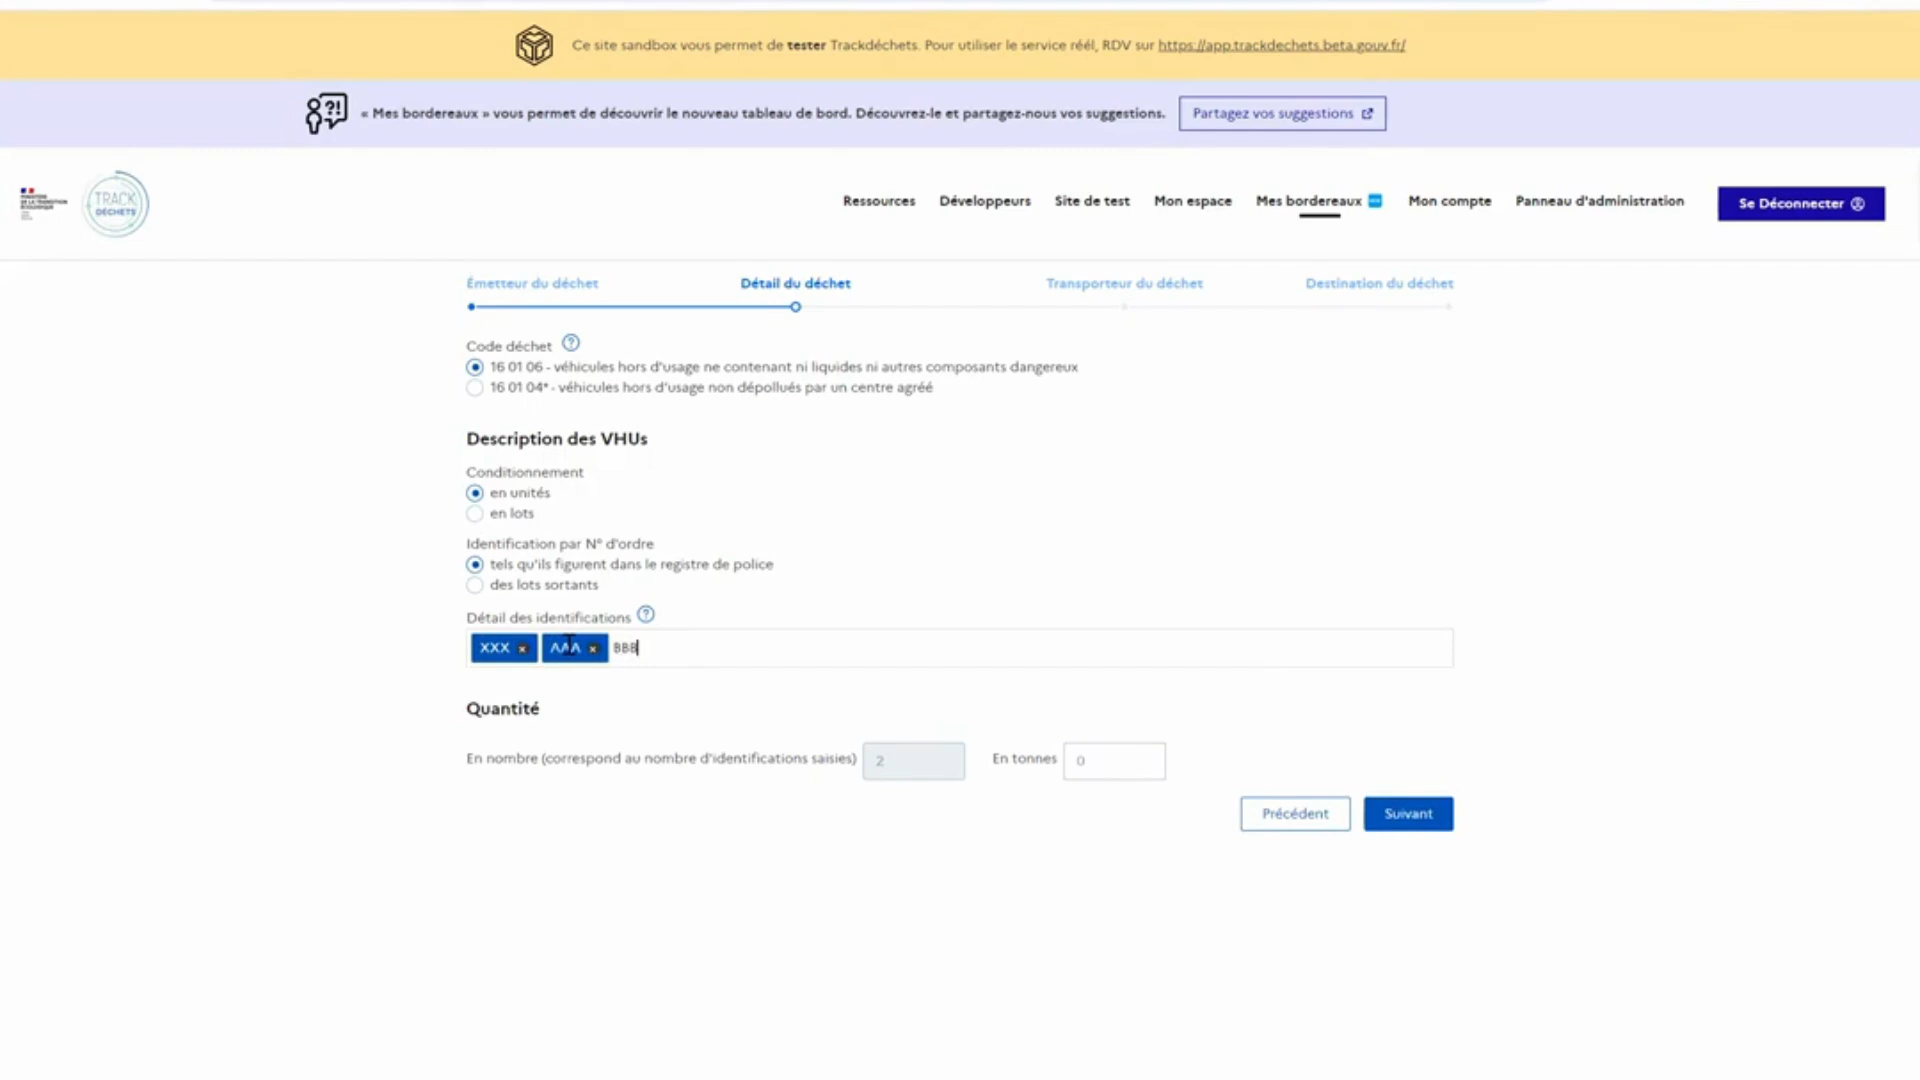 Ce site sandbox vous permet de tester Trackdéchets. Pour utiliser le service réél, RDV sur https://app.trackdechets.beta.gouv.fr/
« Mes bordereaux » vous permet de découvrir le nouveau tableau de bord. Découvrez-le et partagez-nous vos suggestions.
Partagez vos suggestions
TRACK
DÉCHETS
Ressources
Développeurs
Site de test
Mon espace
Mes bordereaux
Mon compte
Panneau d'administration
Se Déconnecter
Émetteur du déchet
Détail du déchet
Transporteur du déchet
Destination du déchet
Code déchet ?
16 01 06 - véhicules hors d'usage ne contenant ni liquides ni autres composants dangereux
16 01 04* - véhicules hors d'usage non dépollués par un centre agréé
Description des VHUs
Conditionnement
en unités
en lots
Identification par N° d'ordre
tels qu'ils figurent dans le registre de police
des lots sortants
Détail des identifications ?
XXX × AAA × BBB
Quantité
En nombre (correspond au nombre d'identifications saisies) 2 En tonnes 0
Précédent
Suivant